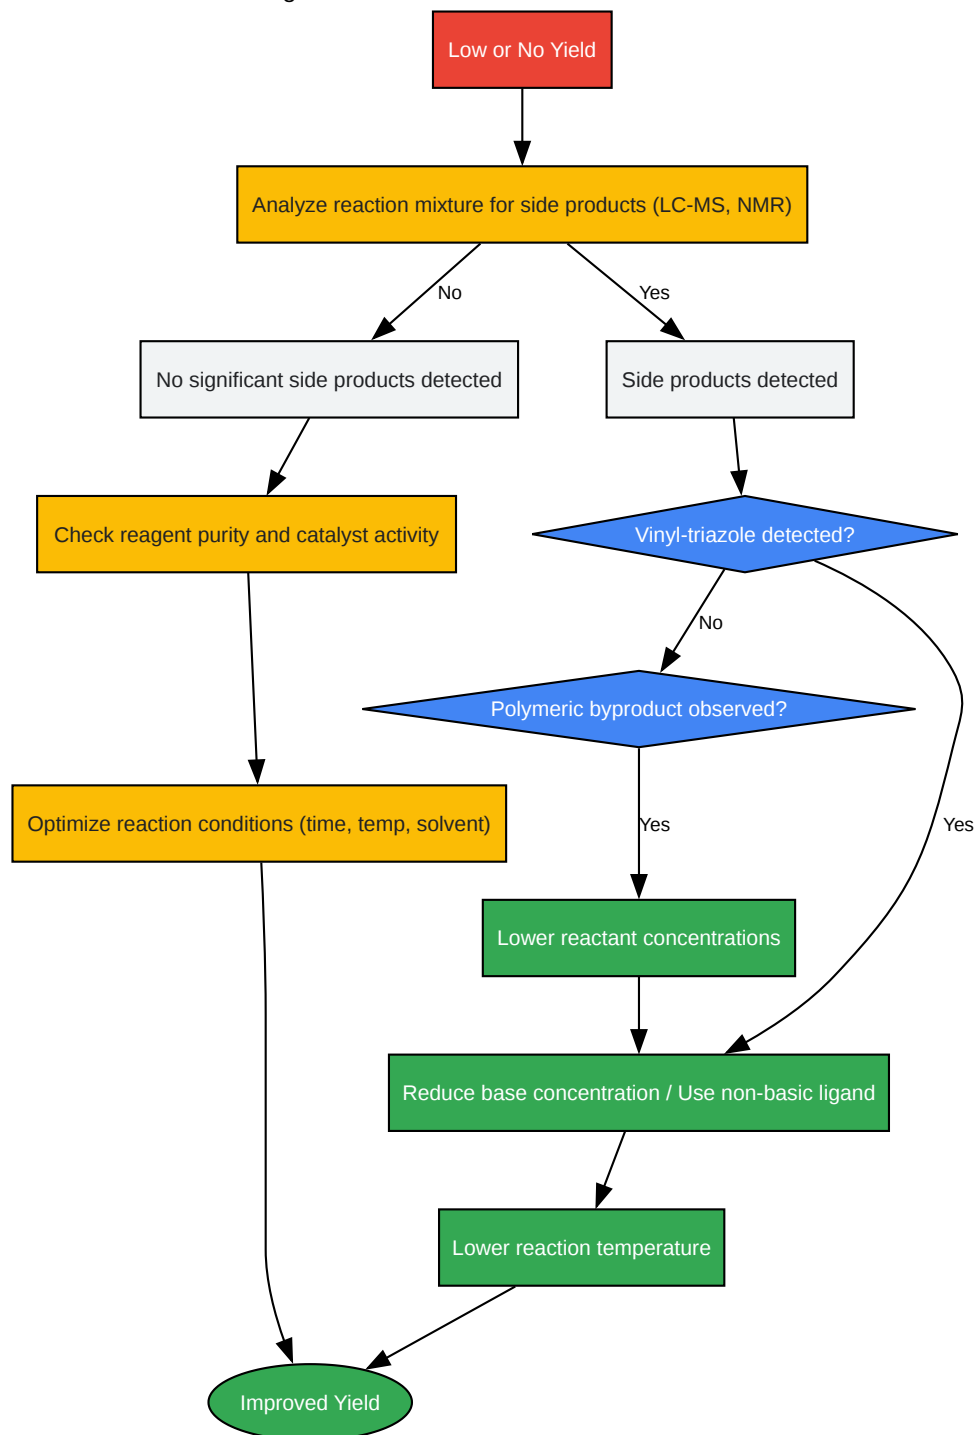 Low or No Yield
Analyze reaction mixture for side products (LC-MS, NMR)
No
Yes
No significant side products detected
Side products detected
Check reagent purity and catalyst activity
Vinyl-triazole detected?
No
Polymeric byproduct observed?
Optimize reaction conditions (time, temp, solvent)
Yes
Yes
Lower reactant concentrations
Reduce base concentration / Use non-basic ligand
Lower reaction temperature
Improved Yield